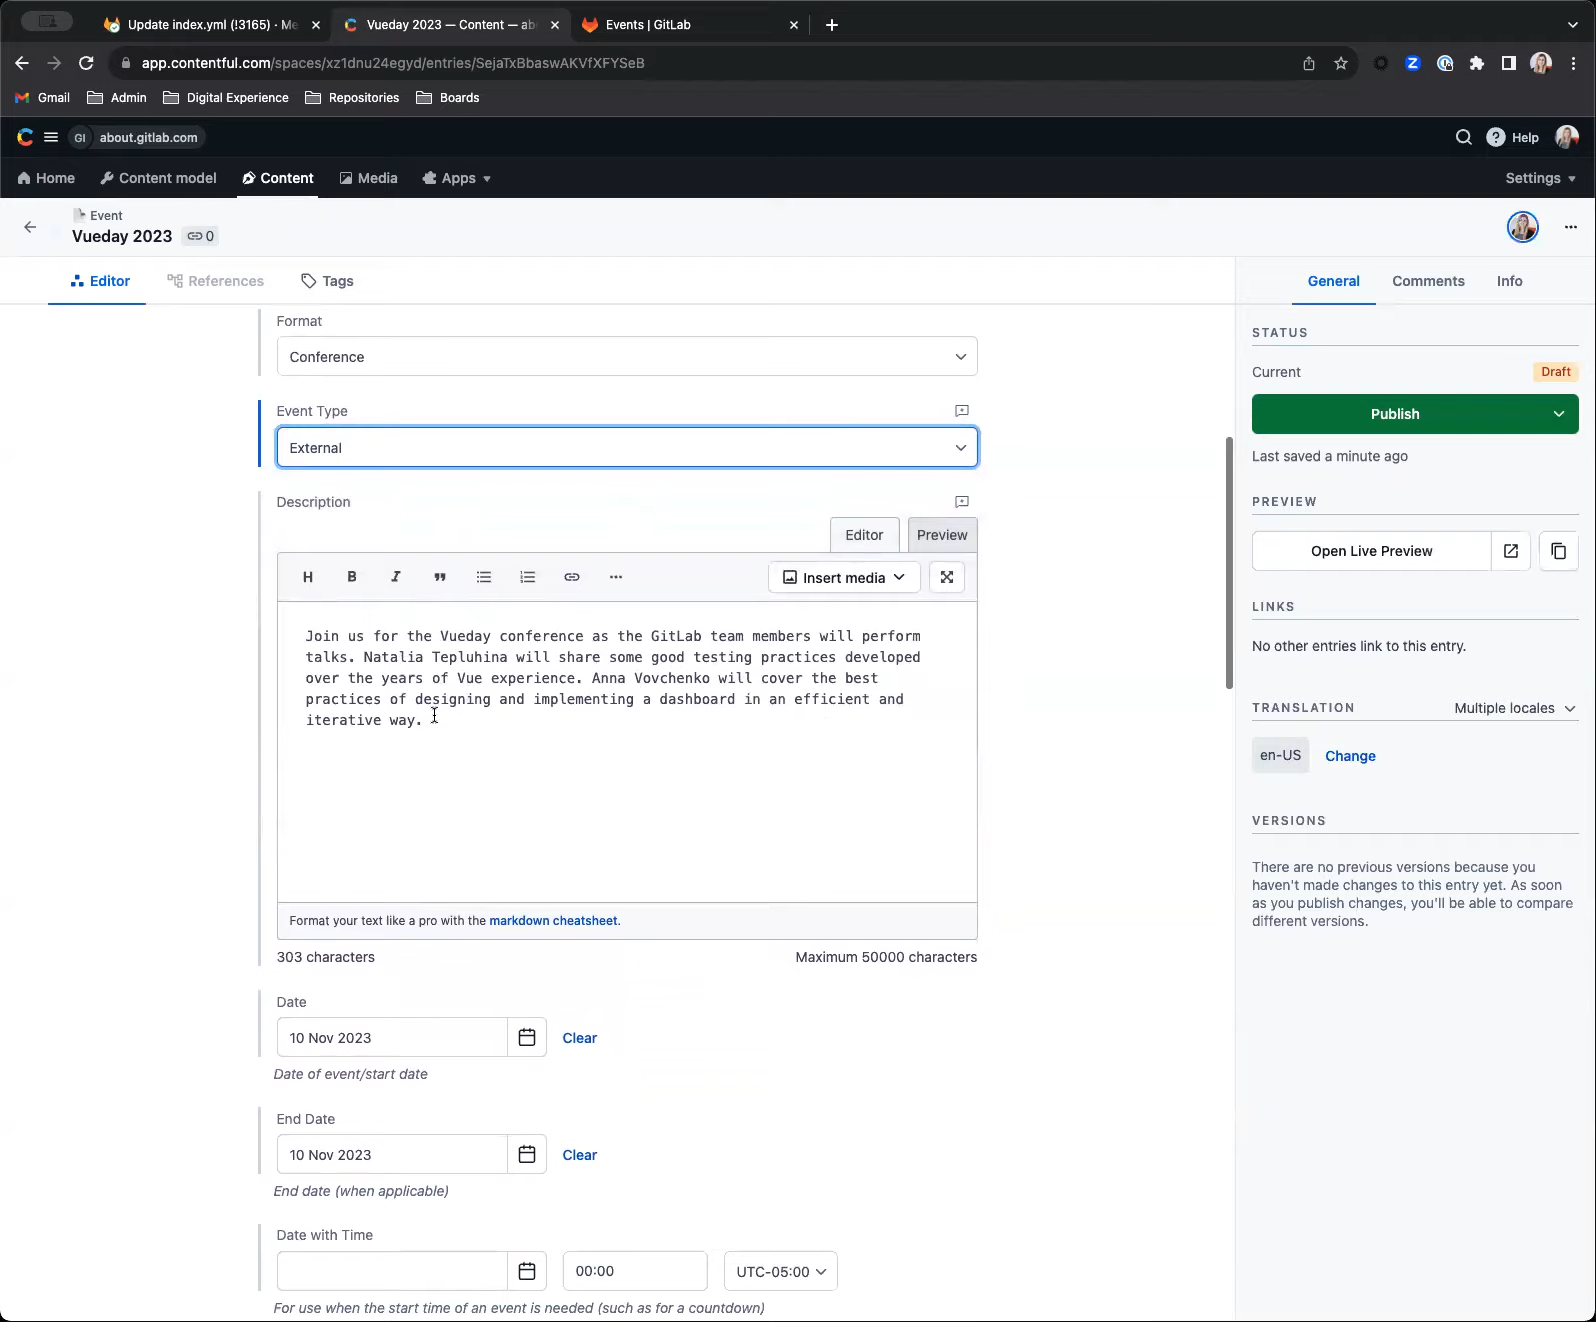 Update index.yml (!3165) · Me
Vueday 2023 — Content — ab
Events | GitLab
app.contentful.com/spaces/xz1dnu24egyd/entries/5ejaTxBbaswAKVfXFYSeB
Gmail
Admin
Digital Experience
Repositories
Boards
GI
about.gitlab.com
Help
Home
Content model
Content
Media
Apps
Settings
Event
Vueday 2023
0
Editor
References
Tags
General
Comments
Info
Format
Conference
Event Type
External
Description
Editor
Preview
H B I
Insert media
Join us for the Vueday conference as the GitLab team members will perform
talks. Natalia Tepluhina will share some good testing practices developed
over the years of Vue experience. Anna Vovchenko will cover the best
practices of designing and implementing a dashboard in an efficient and
iterative way.
Format your text like a pro with the markdown cheatsheet.
303 characters
Maximum 50000 characters
Date
10 Nov 2023
Clear
Date of event/start date
End Date
10 Nov 2023
Clear
End date (when applicable)
Date with Time
00:00
UTC-05:00
For use when the start time of an event is needed (such as for a countdown)
STATUS
Current
Draft
Publish
Last saved a minute ago
PREVIEW
Open Live Preview
LINKS
No other entries link to this entry.
TRANSLATION
Multiple locales
en-US
Change
VERSIONS
There are no previous versions because you
haven't made changes to this entry yet. As soon
as you publish changes, you'll be able to compare
different versions.